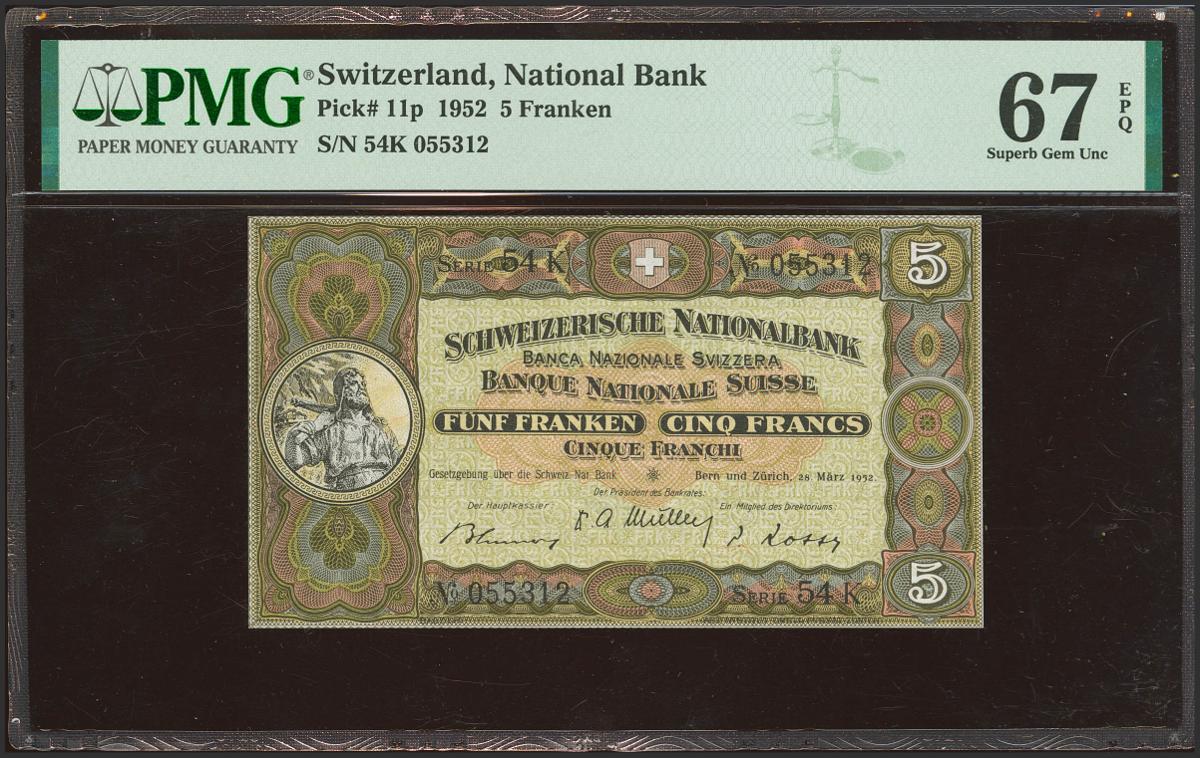 PMG®
PAPER MONEY GUARANTY
Switzerland, National Bank
Pick# 11p 1952 5 Franken
S/N 54K 055312
67
EPQ
Superb Gem Unc
SERIE 54 K
№ 055312
5
SCHWEIZERISCHE NATIONALBANK
BANCA NAZIONALE SVIZZERA
BANQUE NATIONALE SUISSE
FÜNF FRANKEN CINQ FRANCS
CINQUE FRANCHI
Gesetzgebung über die Schweiz. Nat. Bank
Bern und Zürich, 28. März 1952.
Der Präsident des Bankrates
Der Hauptkassier
Ein Mitglied des Direktoriums:
Müller
Rossy
№ 055312
SERIE 54 K
5